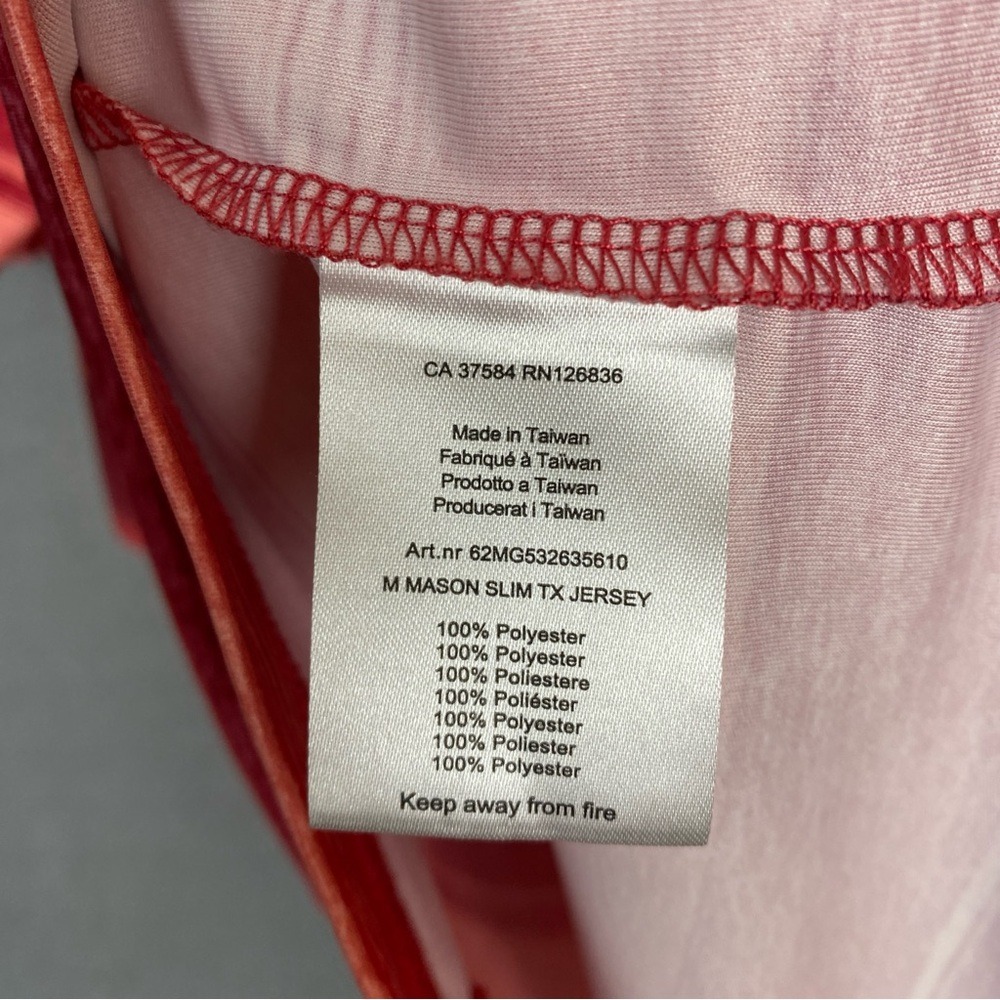 CA 37584 RN126836
Made in Taiwan
Fabriqué à Taïwan
Prodotto a Taiwan
Producerat i Taiwan
Art.nr 62MG532635610
M MASON SLIM TX JERSEY
100% Polyester
100% Polyester
100% Poliestere
100% Poliéster
100% Polyester
100% Poliester
100% Polyester
Keep away from fire